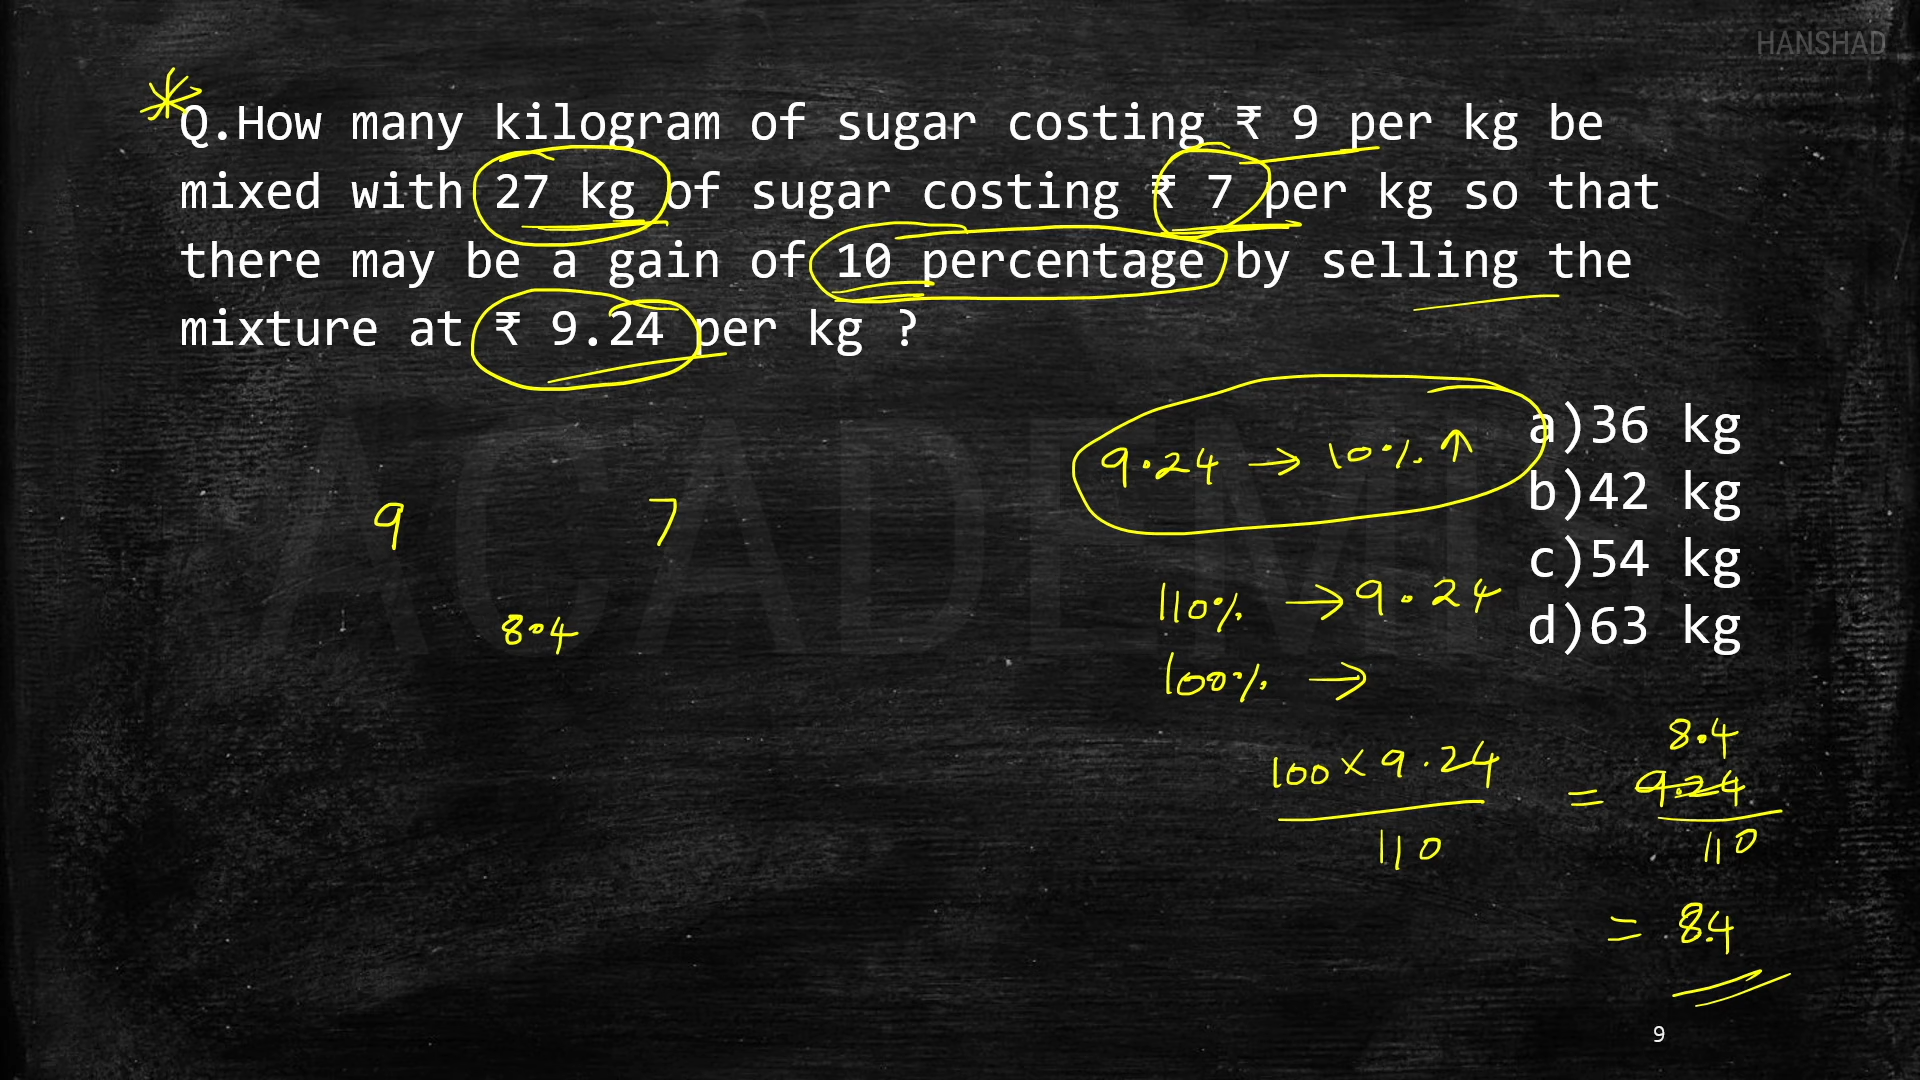 HANSHAD
*Q.How many kilogram of sugar costing ₹ 9 per kg be
mixed with 27 kg of sugar costing ₹ 7 per kg so that
there may be a gain of 10 percentage by selling the
mixture at ₹ 9.24 per kg ?
ACADEMI
a)36 kg
b)42 kg
c)54 kg
d)63 kg
9.24 → 10% ↑
9 7
8.4
110% → 9.24
100% →
100 × 9.24
110
= 9.24
8.4
110
= 8.4
9